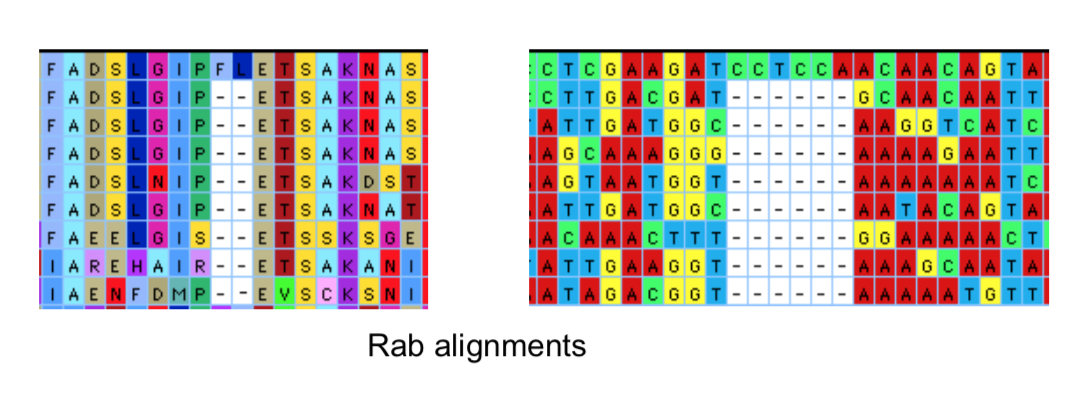 F A D S L G I P F L E T S A K N A S
F A D S L G I P - - E T S A K N A S
F A D S L G I P - - E T S A K N A S
F A D S L G I P - - E T S A K N A S
F A D S L N I P - - E T S A K D S T
F A D S L G I P - - E T S A K N A T
F A E E L G I S - - E T S S K S G E
I A R E H A I R - - E T S A K A N I
I A E N F D M P - - E V S C K S N I
C T C G A A G A T C C T C C A A C A A C A G T A
C T T G A C G A T - - - - - - G C A A C A A T T
A T T G A T G G C - - - - - - A A G G T C A T C
A G C A A A G G G - - - - - - A A A A G A A T T
A G T A A T G G T - - - - - - A A A A A A A T C
A T T G A T G G C - - - - - - A A T A C A G T A
A C A A A C T T T - - - - - - G G A A A A A C T
A T T G A A G G T - - - - - - A A A G C A A T A
A T A G A C G G T - - - - - - A A A A A T G T T
Rab alignments